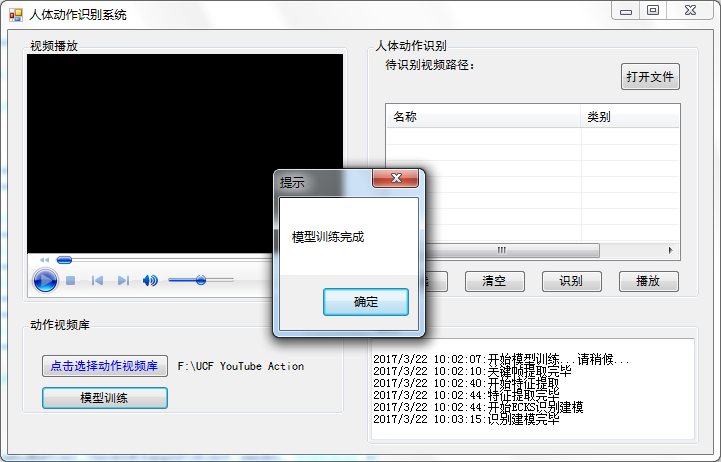 人体动作识别系统
视频播放
人体动作识别
待识别视频路径:
打开文件
名称
类别
提示
模型训练完成
确定
清空
识别
播放
动作视频库
点击选择动作视频库
F:\UCF YouTube Action
模型训练
2017/3/22 10:02:07:开始模型训练...请稍候...
2017/3/22 10:02:10:关键帧提取完毕
2017/3/22 10:02:40:开始特征提取
2017/3/22 10:02:44:特征提取完毕
2017/3/22 10:02:44:开始ECKS识别建模
2017/3/22 10:03:15:识别建模完毕